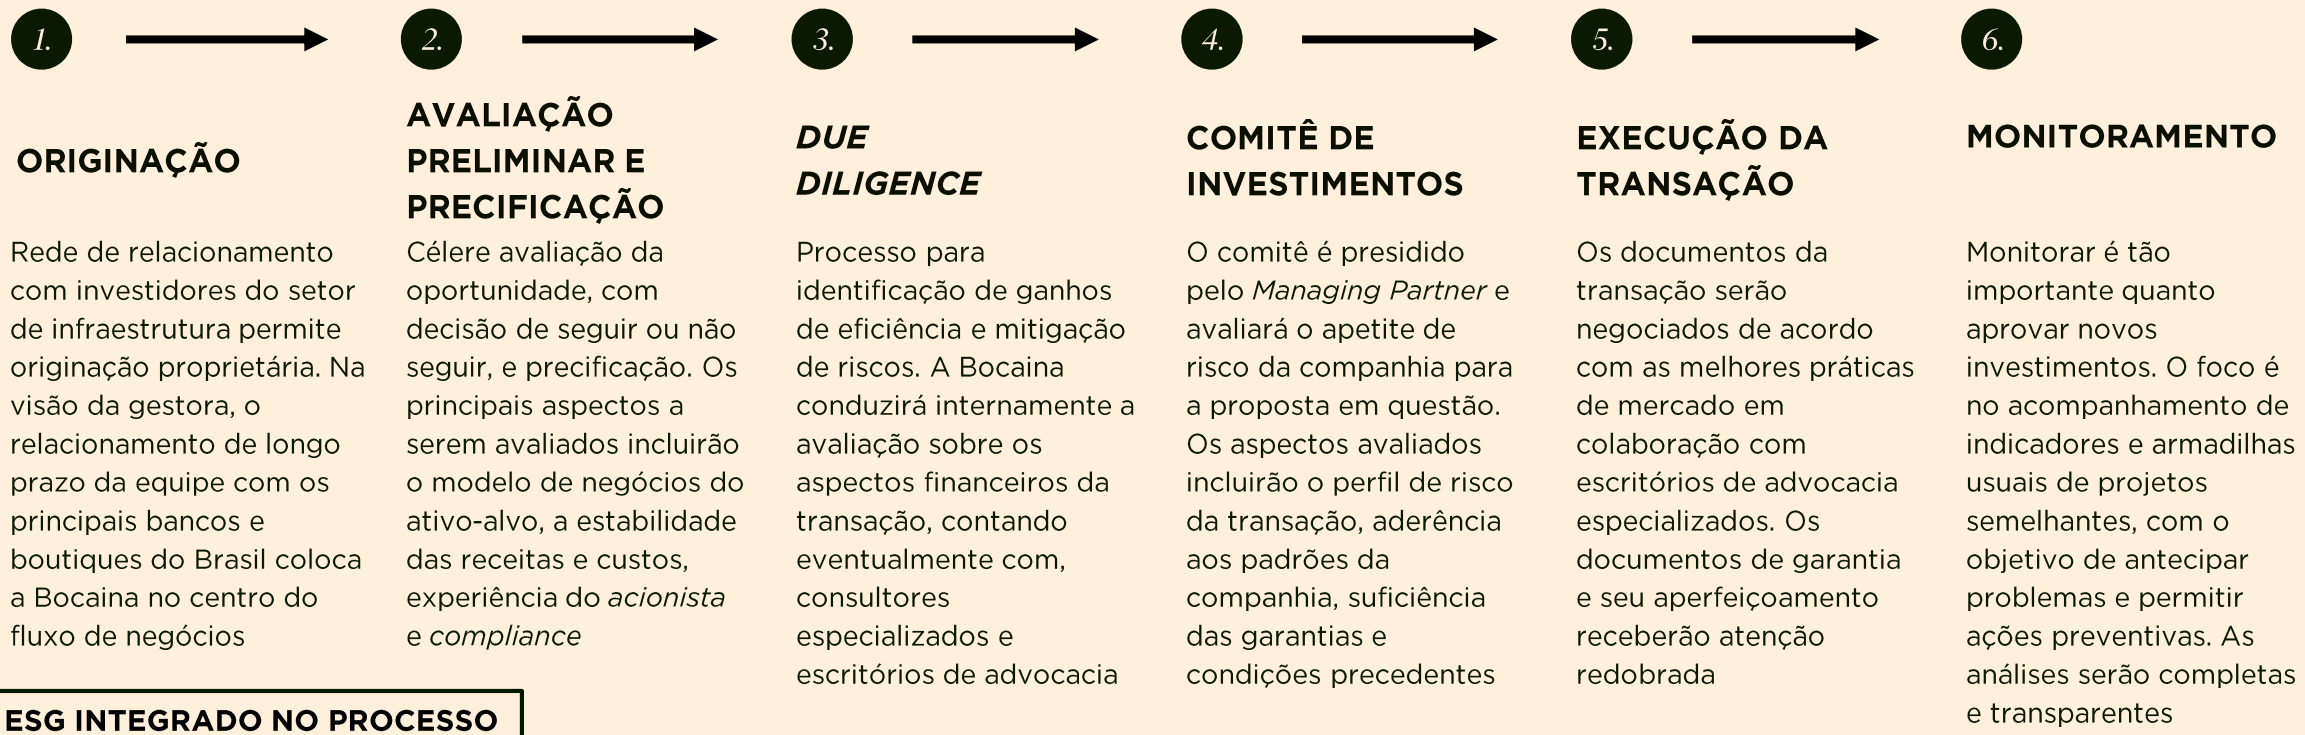 1.
ORIGINAÇÃO
Rede de relacionamento
com investidores do setor
de infraestrutura permite
originação proprietária. Na
visão da gestora, o
relacionamento de longo
prazo da equipe com os
principais bancos e
boutiques do Brasil coloca
a Bocaina no centro do
fluxo de negócios
2.
AVALIAÇÃO
PRELIMINAR E
PRECIFICAÇÃO
Célere avaliação da
oportunidade, com
decisão de seguir ou não
seguir, e precificação. Os
principais aspectos a
serem avaliados incluirão
o modelo de negócios do
ativo-alvo, a estabilidade
das receitas e custos,
experiência do acionista
e compliance
3.
DUE
DILIGENCE
Processo para
identificação de ganhos
de eficiência e mitigação
de riscos. A Bocaina
conduzirá internamente a
avaliação sobre os
aspectos financeiros da
transação, contando
eventualmente com,
consultores
especializados e
escritórios de advocacia
4.
COMITÊ DE
INVESTIMENTOS
O comitê é presidido
pelo Managing Partner e
avaliará o apetite de
risco da companhia para
a proposta em questão.
Os aspectos avaliados
incluirão o perfil de risco
da transação, aderência
aos padrões da
companhia, suficiência
das garantias e
condições precedentes
5.
EXECUÇÃO DA
TRANSAÇÃO
Os documentos da
transação serão
negociados de acordo
com as melhores práticas
de mercado em
colaboração com
escritórios de advocacia
especializados. Os
documentos de garantia
e seu aperfeiçoamento
receberão atenção
redobrada
6.
MONITORAMENTO
Monitorar é tão
importante quanto
aprovar novos
investimentos. O foco é
no acompanhamento de
indicadores e armadilhas
usuais de projetos
semelhantes, com o
objetivo de antecipar
problemas e permitir
ações preventivas. As
análises serão completas
e transparentes
ESG INTEGRADO NO PROCESSO